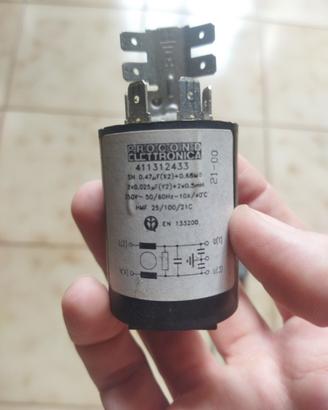 PROCOND
ELETTRONICA
411312433
SN 0.47µF(X2)+0.68MΩ
2×0.025µF(Y2)+2×0.5mH
250V~ 50/60Hz-10A/40°C
HMF 25/100/21C
EN 133200
21-00